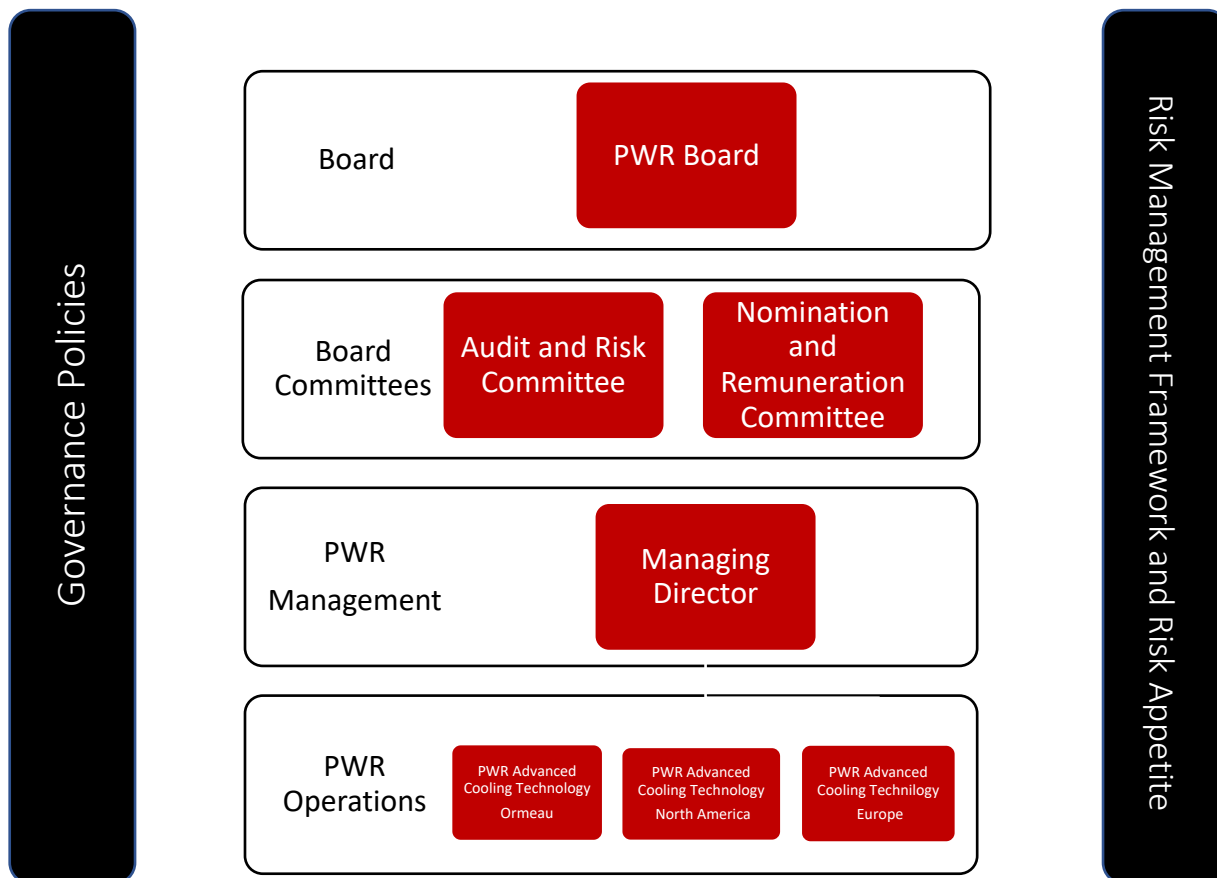 Governance Policies
Board
PWR Board
Board
Committees
Audit and Risk
Committee
Nomination
and
Remuneration
Committee
PWR
Management
Managing
Director
PWR
Operations
PWR Advanced
Cooling Technology
Ormeau
PWR Advanced
Cooling Technology
North America
PWR Advanced
Cooling Technilogy
Europe
Risk Management Framework and Risk Appetite